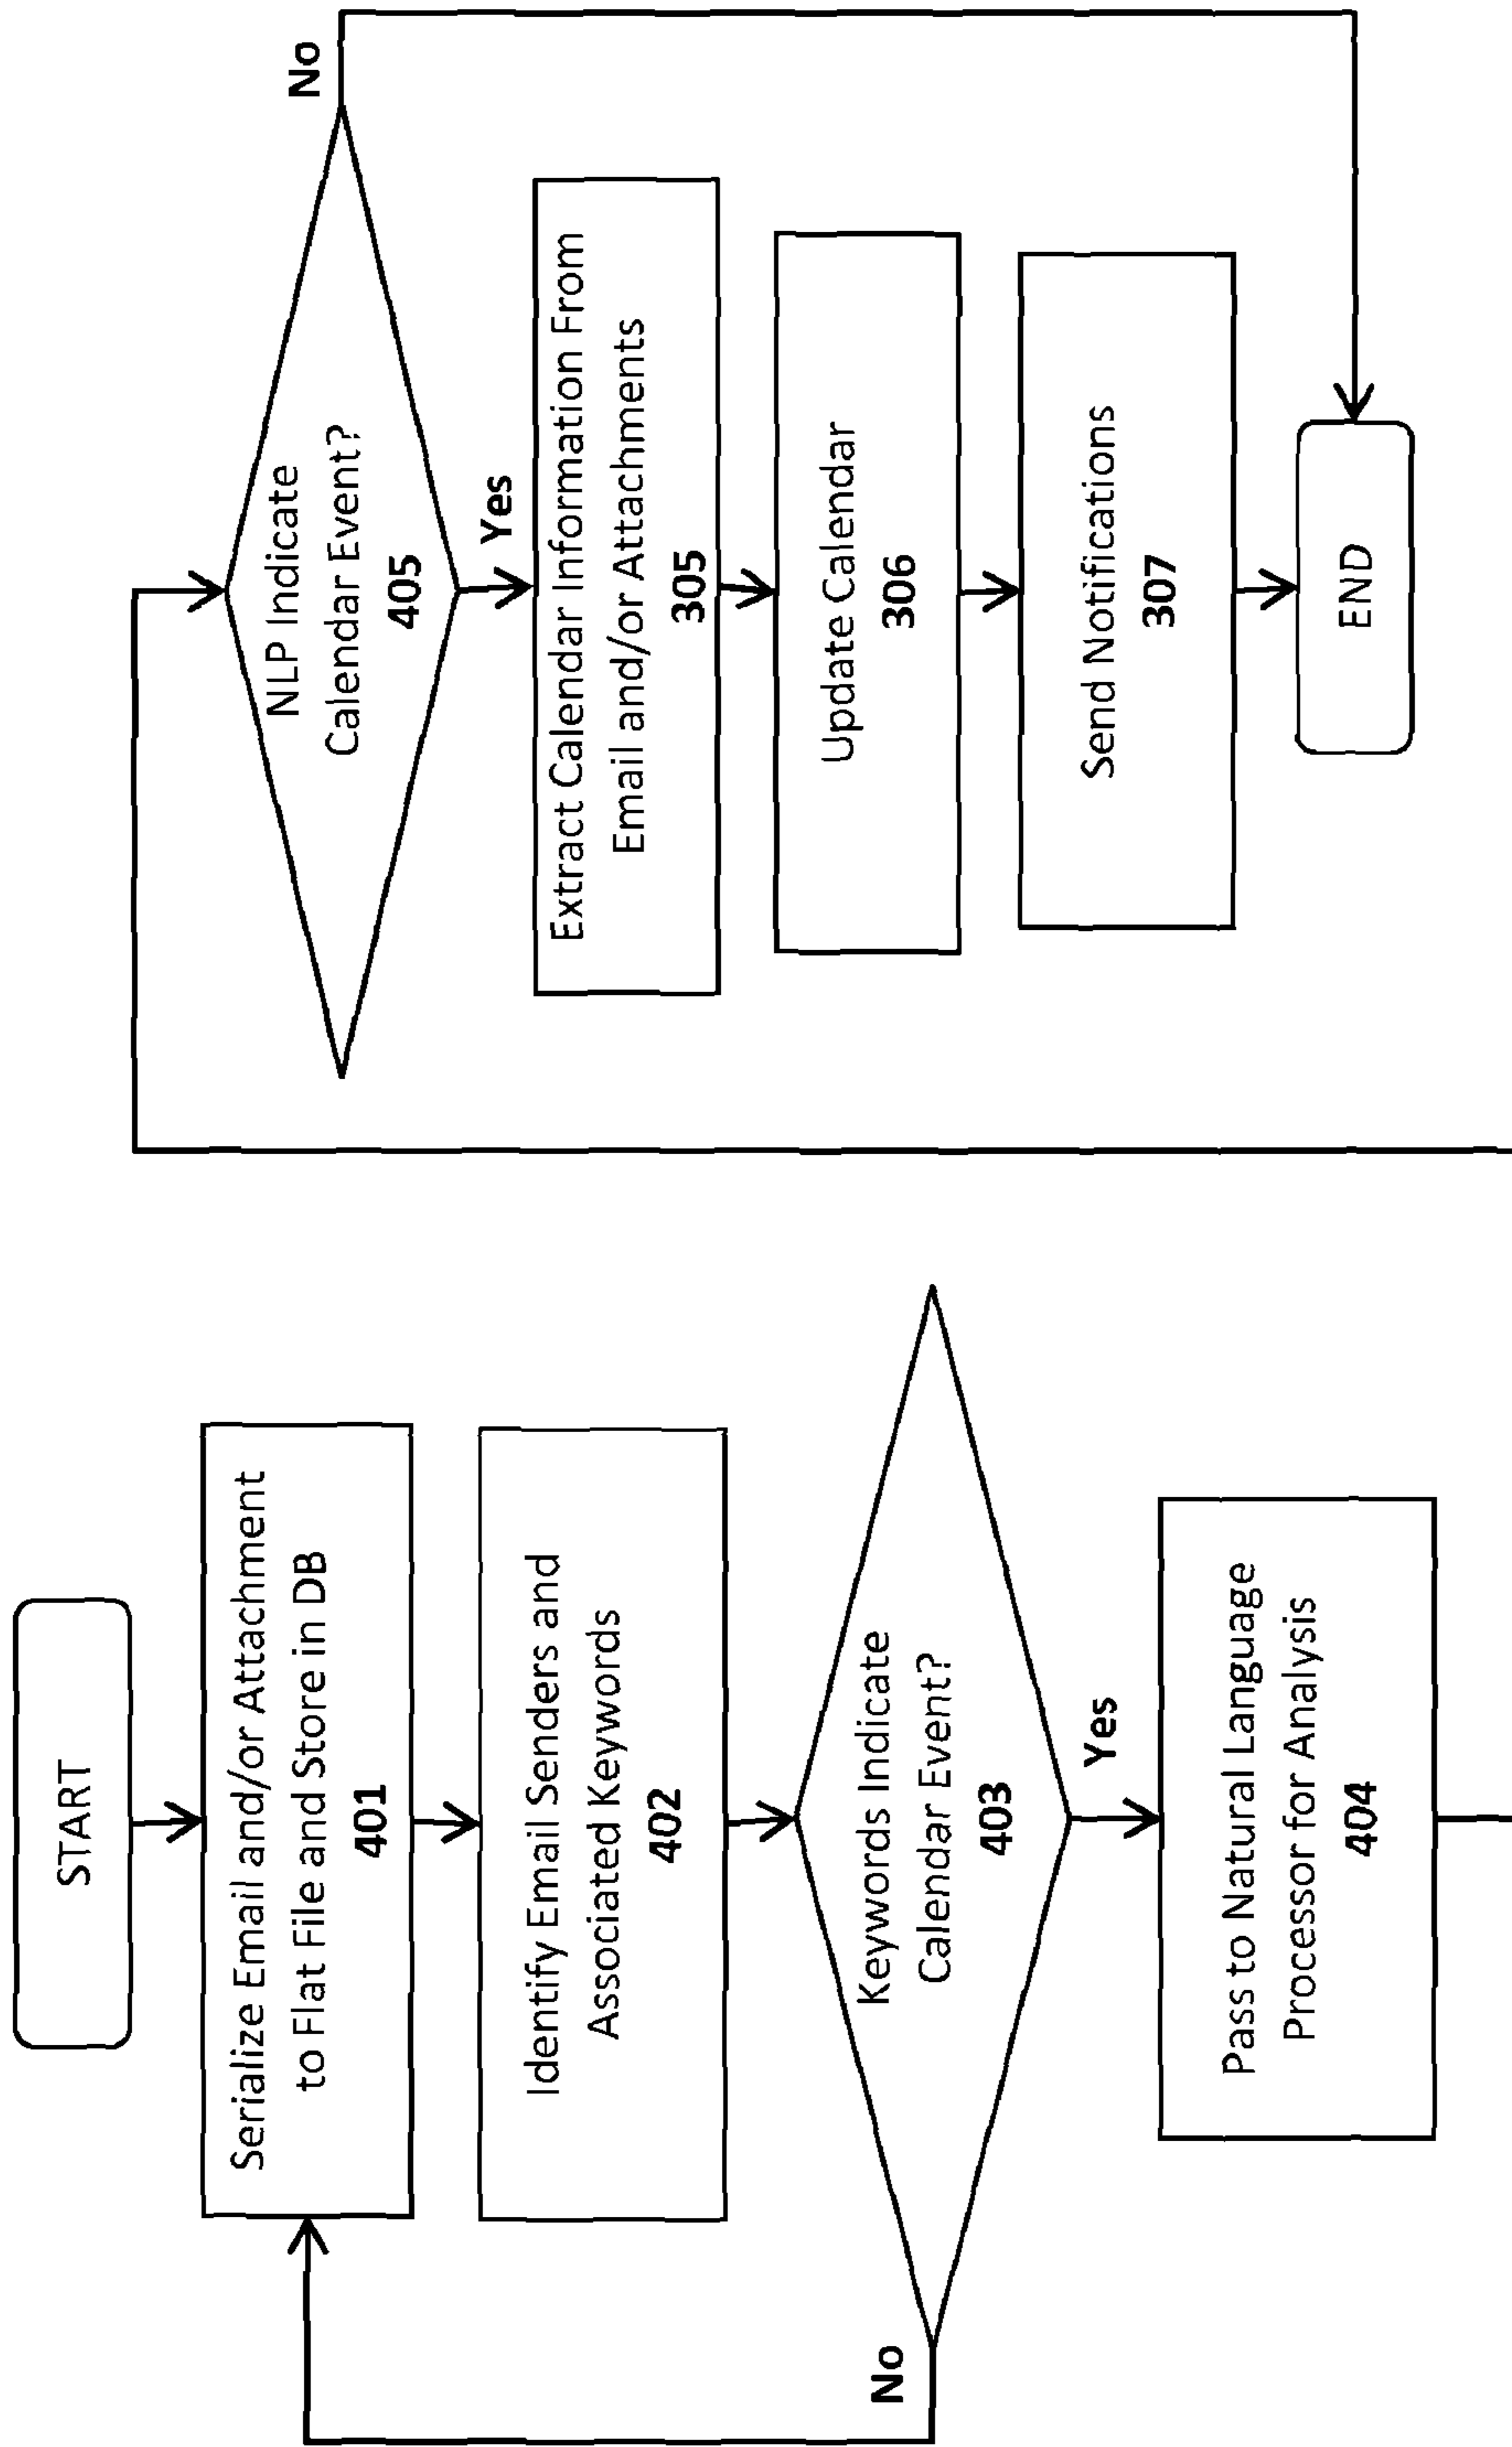 START
Serialize Email and/or Attachment
to Flat File and Store in DB
401
Identify Email Senders and
Associated Keywords
402
Keywords Indicate
Calendar Event?
403
No
Yes
Pass to Natural Language
Processor for Analysis
404
NLP Indicate
Calendar Event?
405
No
Yes
Extract Calendar Information From
Email and/or Attachments
305
Update Calendar
306
Send Notifications
307
END